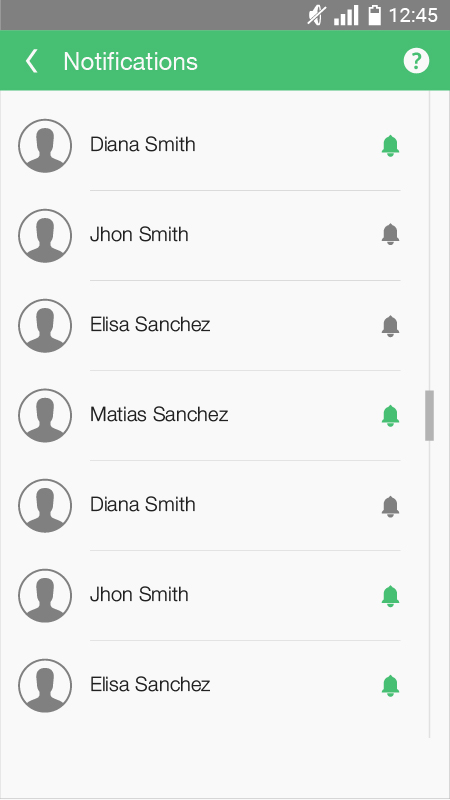 12:45
Notifications
?
Diana Smith
Jhon Smith
Elisa Sanchez
Matias Sanchez
Diana Smith
Jhon Smith
Elisa Sanchez